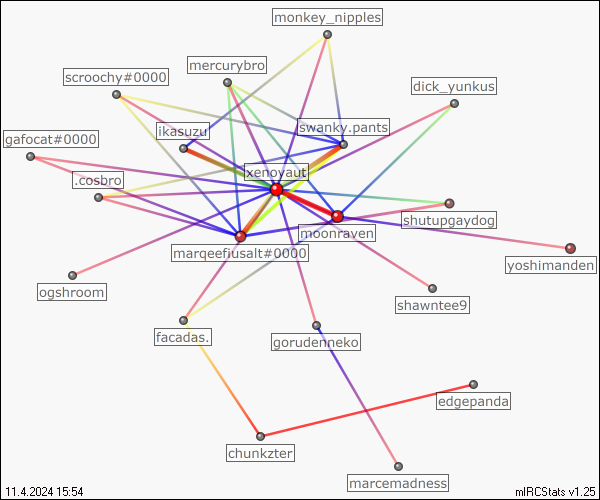 monkey_nipples
mercurybro
scroochy#0000
dick_yunkus
ikasuzu
swanky.pants
gafocat#0000
xenoyaut
.cosbro
shutupgaydog
moonraven
marqeefiusalt#0000
yoshimanden
ogshroom
shawntee9
facadas.
gorudenneko
edgepanda
chunkzter
marcemadness
11.4.2024 15:54
mIRCStats v1.25